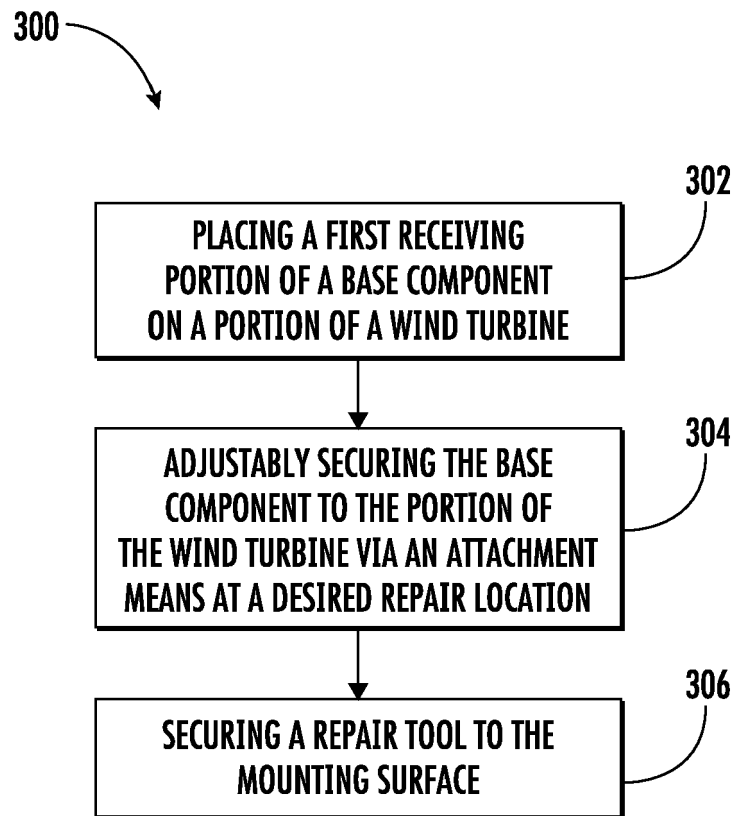 300
302
PLACING A FIRST RECEIVING
PORTION OF A BASE COMPONENT
ON A PORTION OF A WIND TURBINE
304
ADJUSTABLY SECURING THE BASE
COMPONENT TO THE PORTION OF
THE WIND TURBINE VIA AN ATTACHMENT
MEANS AT A DESIRED REPAIR LOCATION
306
SECURING A REPAIR TOOL TO THE
MOUNTING SURFACE